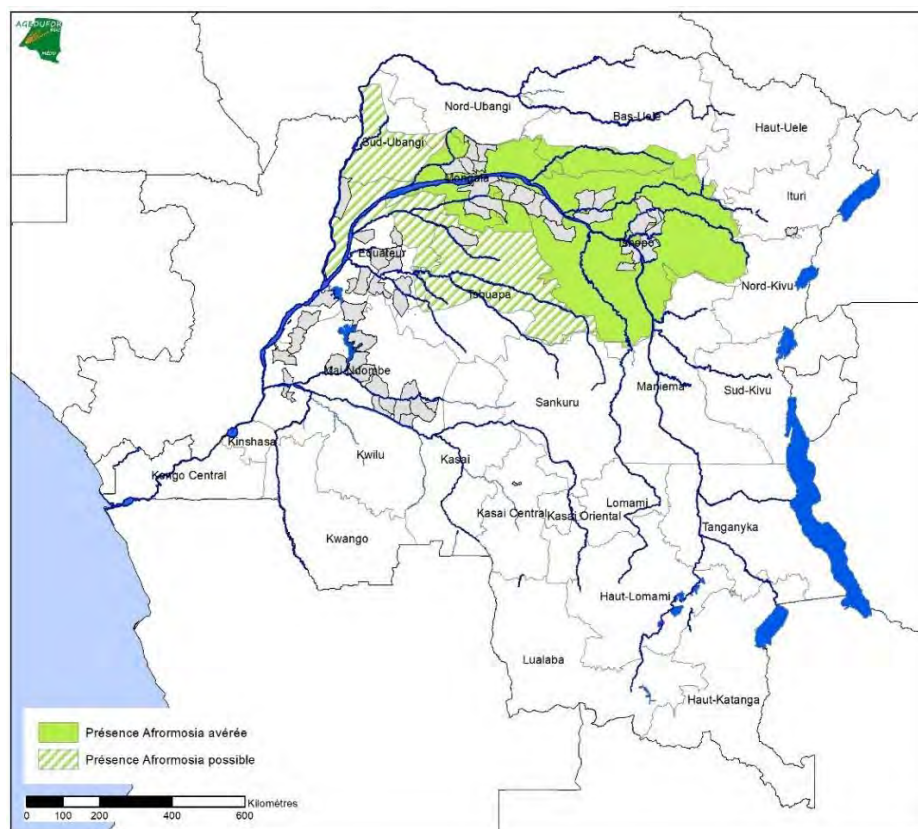 AGEDUFOR
Nord-Ubangi
Bas-Uele
Haut-Uele
Sud-Ubangi
Mongala
Ituri
Tshopo
Equateur
Nord-Kivu
Tshuapa
Mai-Ndombe
Maniema
Sud-Kivu
Sankuru
Kinshasa
Kwilu
Kasai
Kongo Central
Kasai Central
Kasai Oriental
Lomami
Tanganyka
Kwango
Haut-Lomami
Lualaba
Haut-Katanga
Présence Afrormosia avérée
Présence Afrormosia possible
Kilomètres
0 100 200 400 600